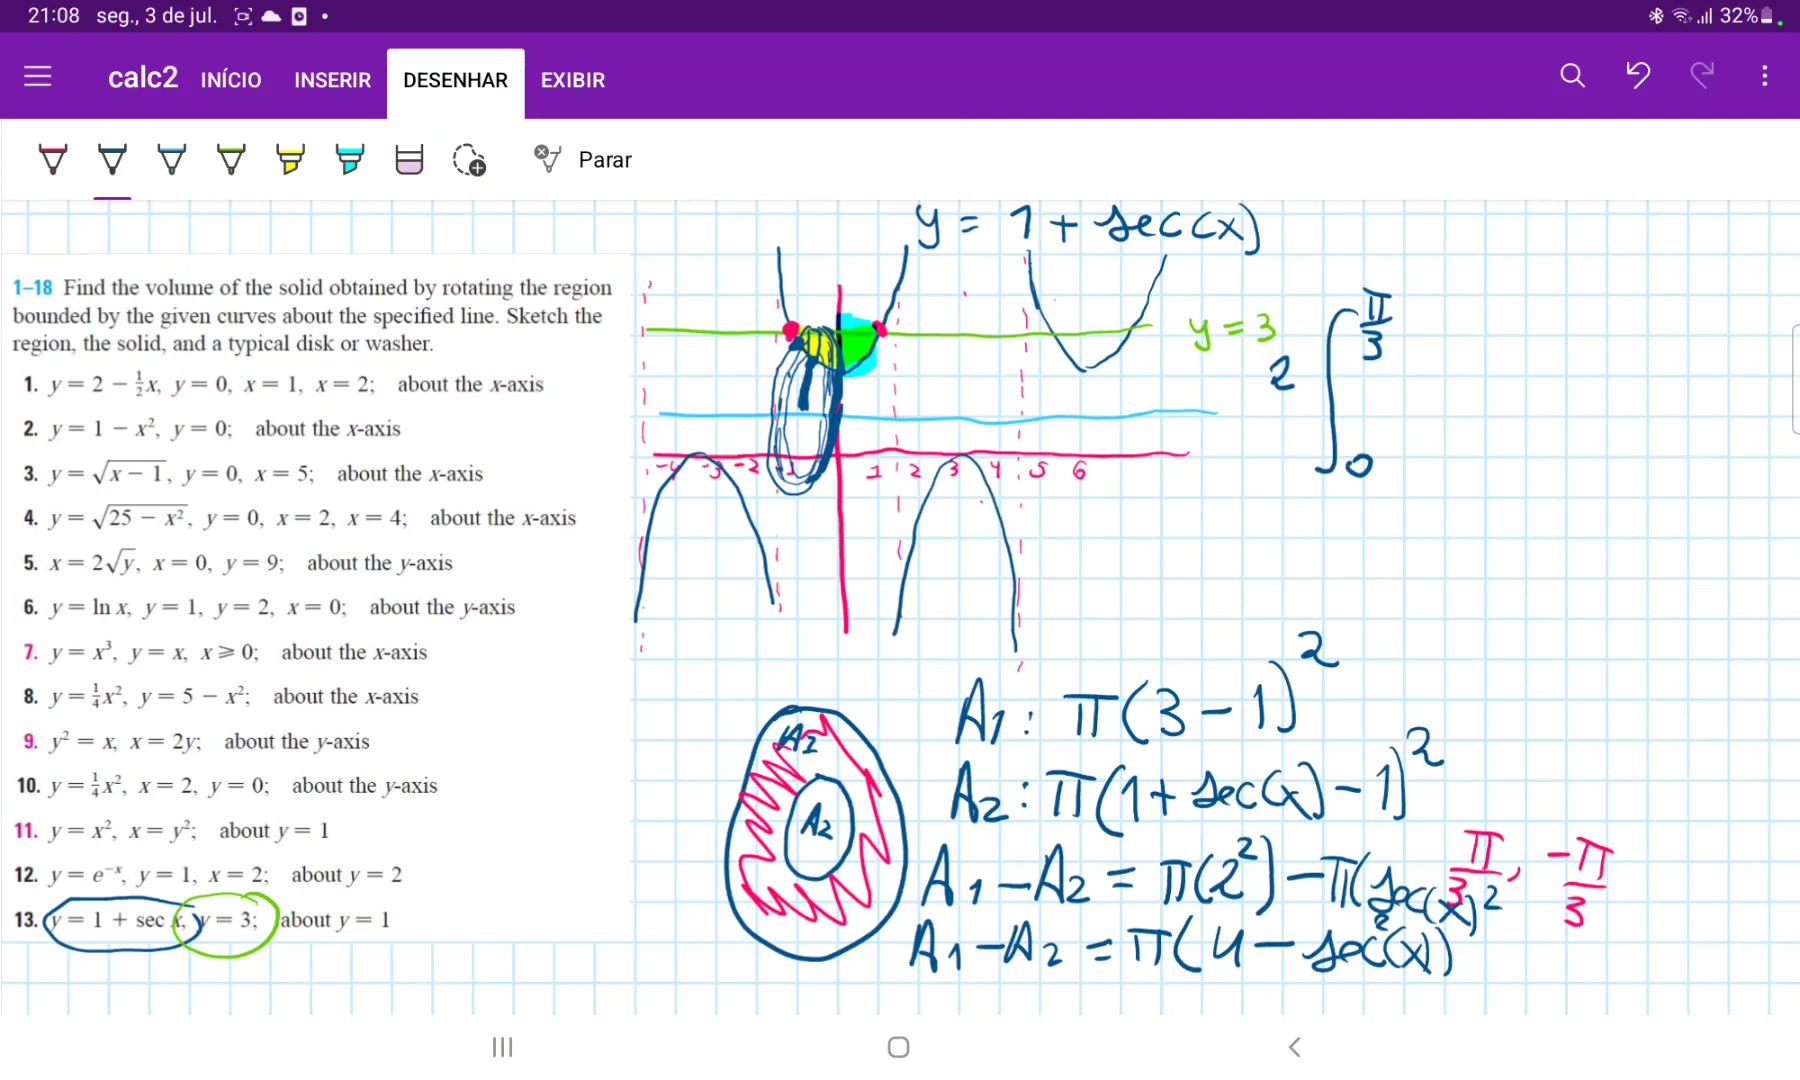 21:08 seg., 3 de jul. 32%
calc2 INÍCIO INSERIR DESENHAR EXIBIR
Parar
1–18 Find the volume of the solid obtained by rotating the region
bounded by the given curves about the specified line. Sketch the
region, the solid, and a typical disk or washer.
1. y = 2 − ½x, y = 0, x = 1, x = 2; about the x-axis
2. y = 1 − x², y = 0; about the x-axis
3. y = √(x − 1), y = 0, x = 5; about the x-axis
4. y = √(25 − x²), y = 0, x = 2, x = 4; about the x-axis
5. x = 2√y, x = 0, y = 9; about the y-axis
6. y = ln x, y = 1, y = 2, x = 0; about the y-axis
7. y = x³, y = x, x ⩾ 0; about the x-axis
8. y = ¼x², y = 5 − x²; about the x-axis
9. y² = x, x = 2y; about the y-axis
10. y = ¼x², x = 2, y = 0; about the y-axis
11. y = x², x = y²; about y = 1
12. y = e⁻ˣ, y = 1, x = 2; about y = 2
13. y = 1 + sec x, y = 3; about y = 1
y = 1 + sec(x)
y = 3
2 ∫ π/3 0
-4 -3 -2 1 2 3 4 5 6
A2
A2
A1: π(3 − 1)²
A2: π(1 + sec(x) − 1)²
A1 − A2 = π(2²) − π(sec(x)²
π/3, −π/3
A1 − A2 = π(4 − sec²(x))